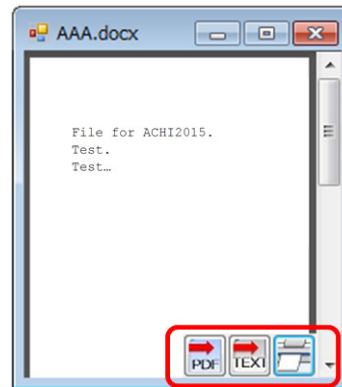 AAA.docx
File for ACHI2015.
Test.
Test…
PDF TEXT